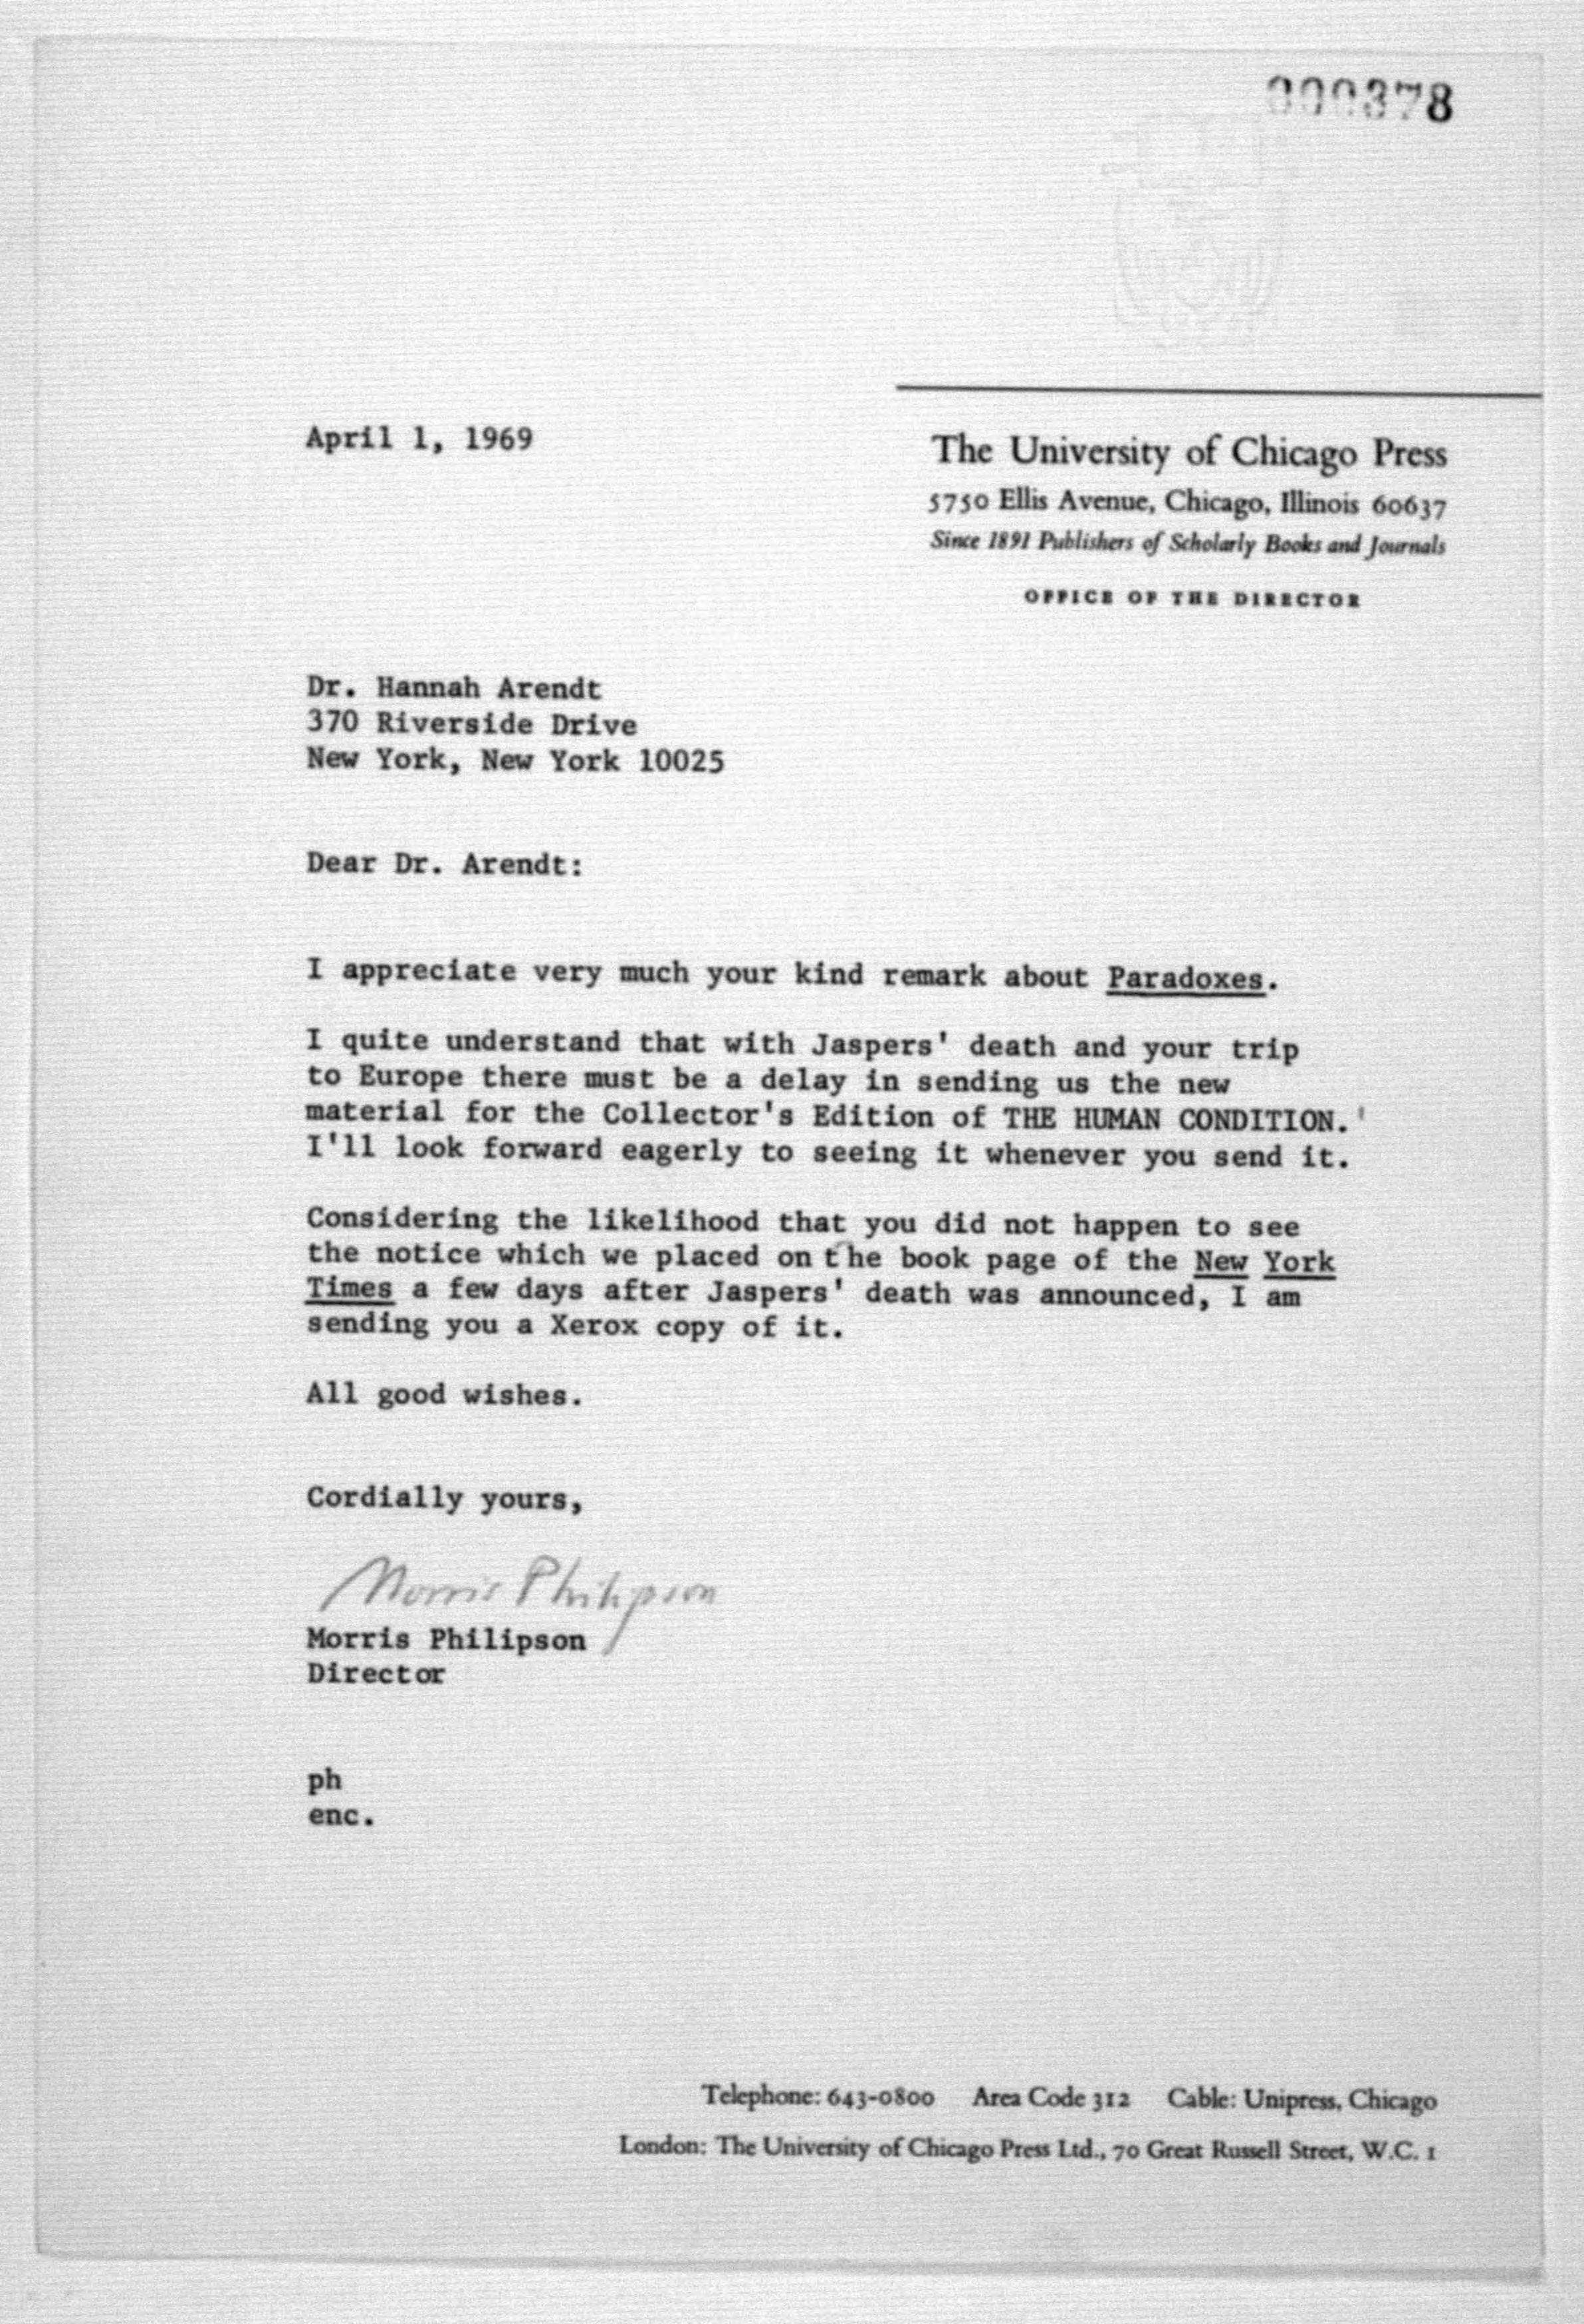 000378
April 1, 1969
The University of Chicago Press
5750 Ellis Avenue, Chicago, Illinois 60637
Since 1891 Publishers of Scholarly Books and Journals
OFFICE OF THE DIRECTOR
Dr. Hannah Arendt
370 Riverside Drive
New York, New York 10025
Dear Dr. Arendt:
I appreciate very much your kind remark about Paradoxes.
I quite understand that with Jaspers' death and your trip
to Europe there must be a delay in sending us the new
material for the Collector's Edition of THE HUMAN CONDITION.'
I'll look forward eagerly to seeing it whenever you send it.
Considering the likelihood that you did not happen to see
the notice which we placed on the book page of the New York
Times a few days after Jaspers' death was announced, I am
sending you a Xerox copy of it.
All good wishes.
Cordially yours,
Morris Philipson
Morris Philipson
Director
ph
enc.
Telephone: 643-0800 Area Code 312 Cable: Unipress, Chicago
London: The University of Chicago Press Ltd., 70 Great Russell Street, W.C. 1